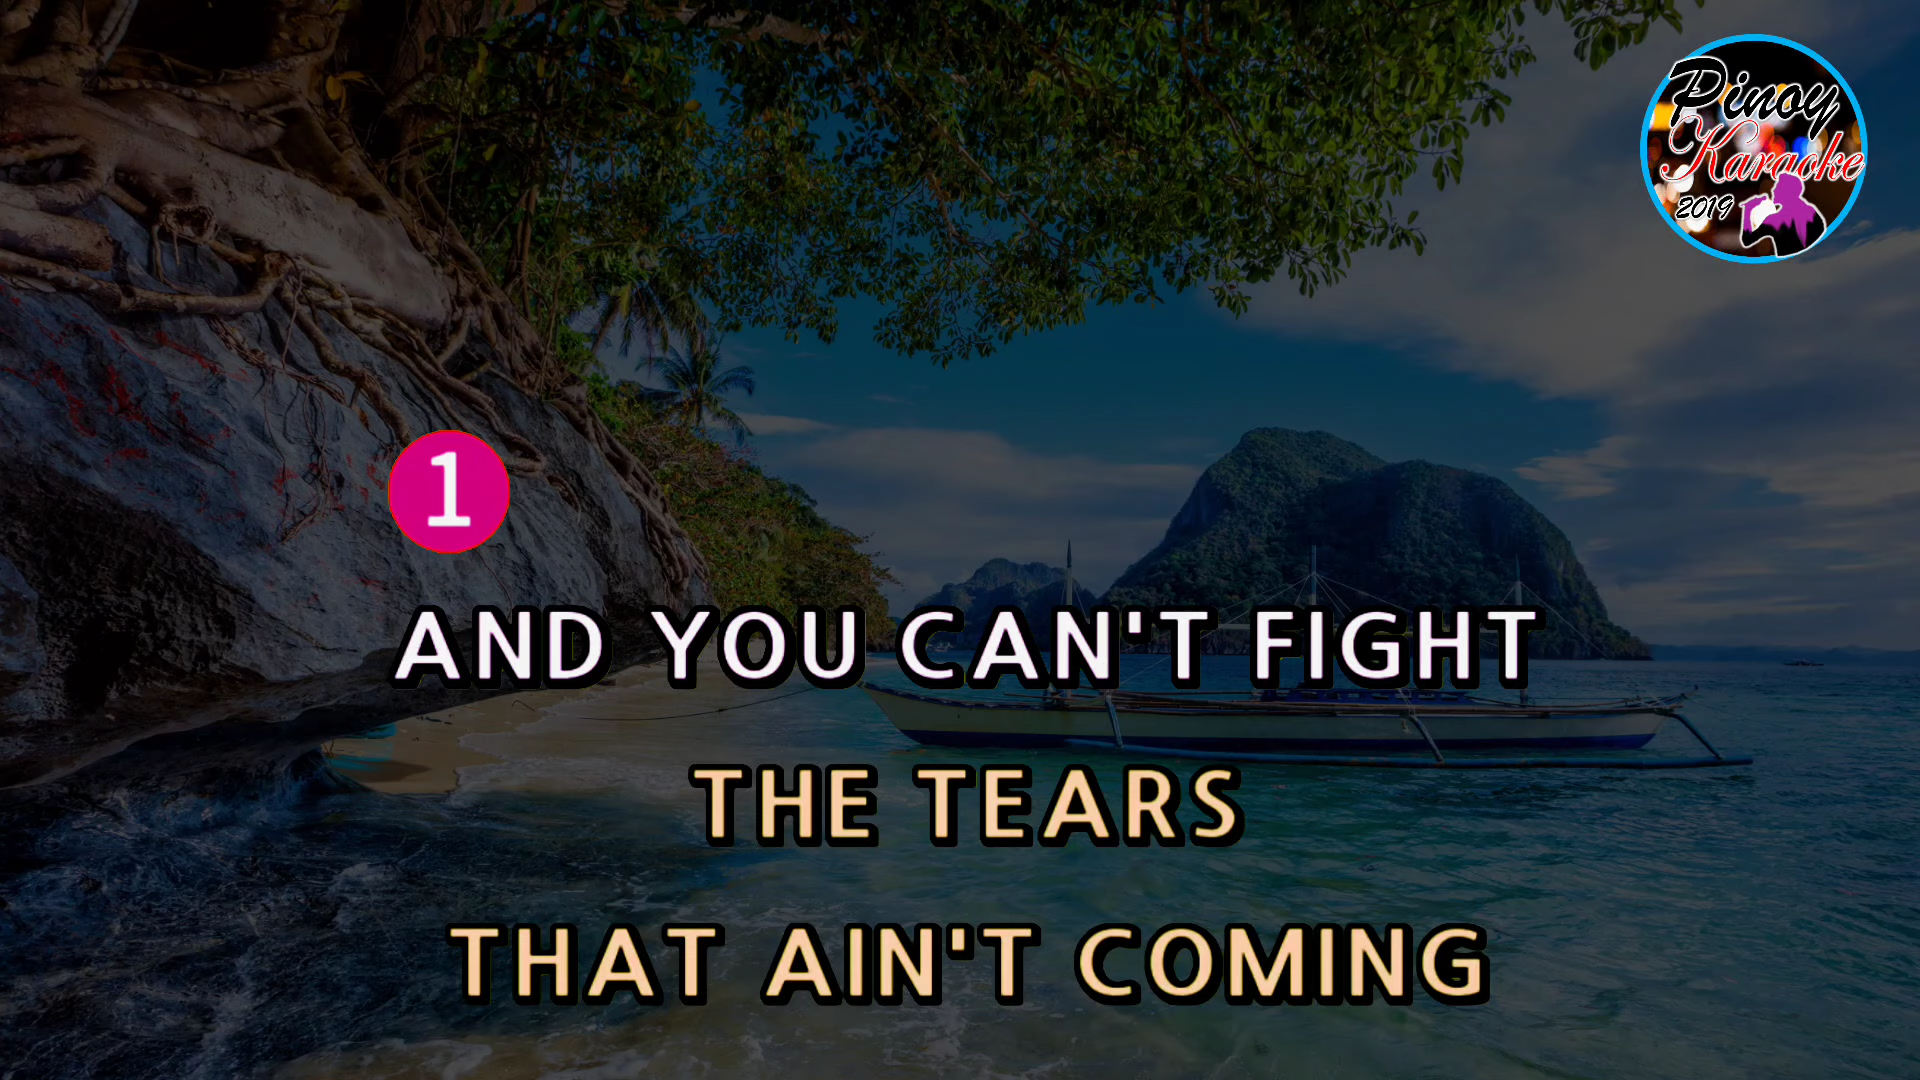 Pinoy
Karaoke
2019
1
AND YOU CAN'T FIGHT
THE TEARS
THAT AIN'T COMING